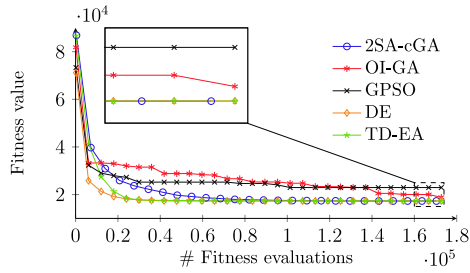 ·10⁴
8
6
4
2
Fitness value
2SA-cGA
OI-GA
GPSO
DE
TD-EA
0 0.2 0.4 0.6 0.8 1 1.2 1.4 1.6 1.8
# Fitness evaluations
·10⁵